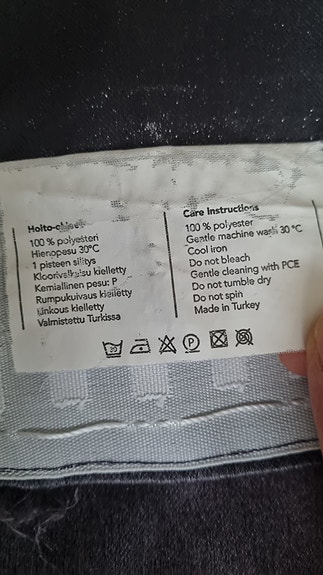 Hoito-ohjeet
100 % polyesteri
Hienopesu 30°C
1 pisteen silitys
Kloorivalkaisu kielletty
Kemiallinen pesu: P
Rumpukuivaus kielletty
Linkous kielletty
Valmistettu Turkissa
Care instructions
100 % polyester
Gentle machine wash 30 °C
Cool iron
Do not bleach
Gentle cleaning with PCE
Do not tumble dry
Do not spin
Made in Turkey
30
P